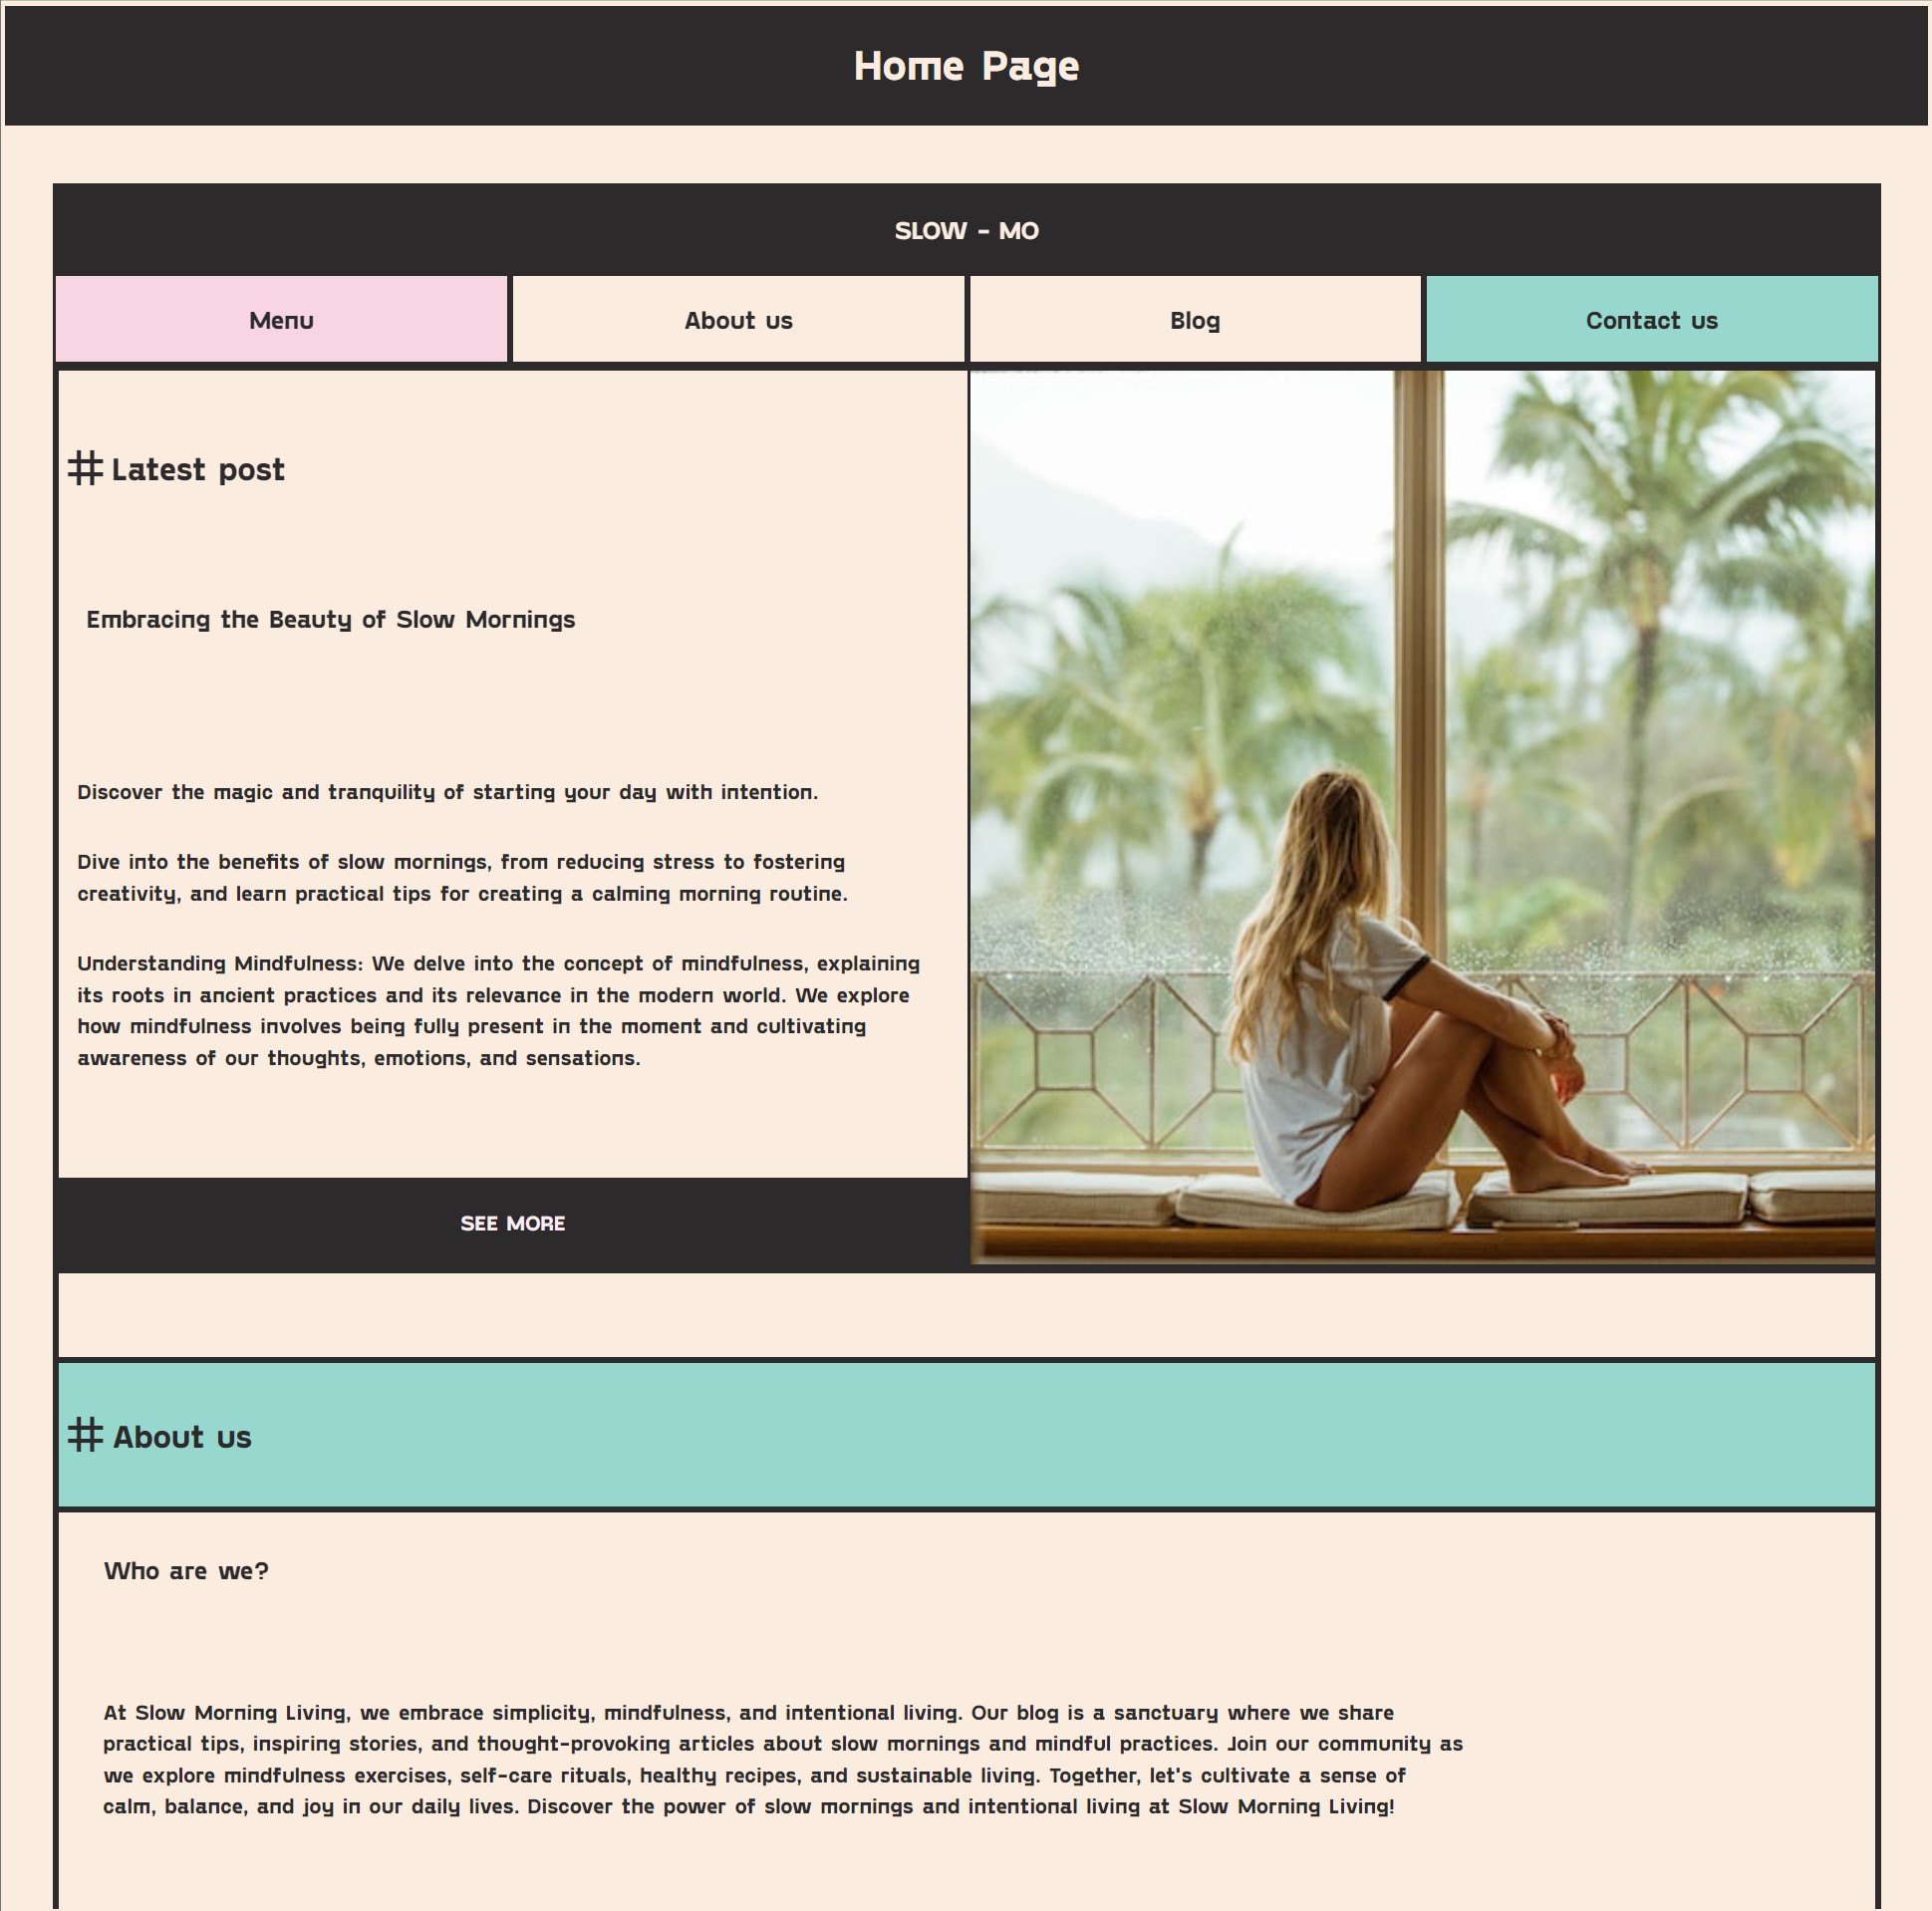 Home Page
SLOW - MO
Menu
About us
Blog
Contact us
# Latest post
Embracing the Beauty of Slow Mornings
Discover the magic and tranquility of starting your day with intention.
Dive into the benefits of slow mornings, from reducing stress to fostering
creativity, and learn practical tips for creating a calming morning routine.
Understanding Mindfulness: We delve into the concept of mindfulness, explaining
its roots in ancient practices and its relevance in the modern world. We explore
how mindfulness involves being fully present in the moment and cultivating
awareness of our thoughts, emotions, and sensations.
SEE MORE
# About us
Who are we?
At Slow Morning Living, we embrace simplicity, mindfulness, and intentional living. Our blog is a sanctuary where we share
practical tips, inspiring stories, and thought-provoking articles about slow mornings and mindful practices. Join our community as
we explore mindfulness exercises, self-care rituals, healthy recipes, and sustainable living. Together, let's cultivate a sense of
calm, balance, and joy in our daily lives. Discover the power of slow mornings and intentional living at Slow Morning Living!